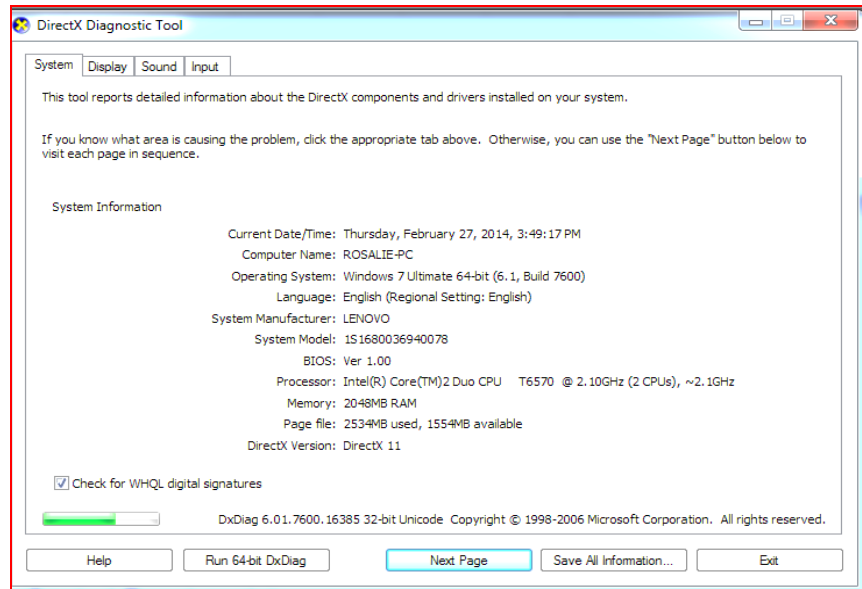 DirectX Diagnostic Tool
System Display Sound Input
This tool reports detailed information about the DirectX components and drivers installed on your system.
If you know what area is causing the problem, click the appropriate tab above. Otherwise, you can use the "Next Page" button below to
visit each page in sequence.
System Information
Current Date/Time: Thursday, February 27, 2014, 3:49:17 PM
Computer Name: ROSALIE-PC
Operating System: Windows 7 Ultimate 64-bit (6.1, Build 7600)
Language: English (Regional Setting: English)
System Manufacturer: LENOVO
System Model: 1S1680036940078
BIOS: Ver 1.00
Processor: Intel(R) Core(TM)2 Duo CPU T6570 @ 2.10GHz (2 CPUs), ~2.1GHz
Memory: 2048MB RAM
Page file: 2534MB used, 1554MB available
DirectX Version: DirectX 11
Check for WHQL digital signatures
DxDiag 6.01.7600.16385 32-bit Unicode Copyright © 1998-2006 Microsoft Corporation. All rights reserved.
Help Run 64-bit DxDiag Next Page Save All Information... Exit